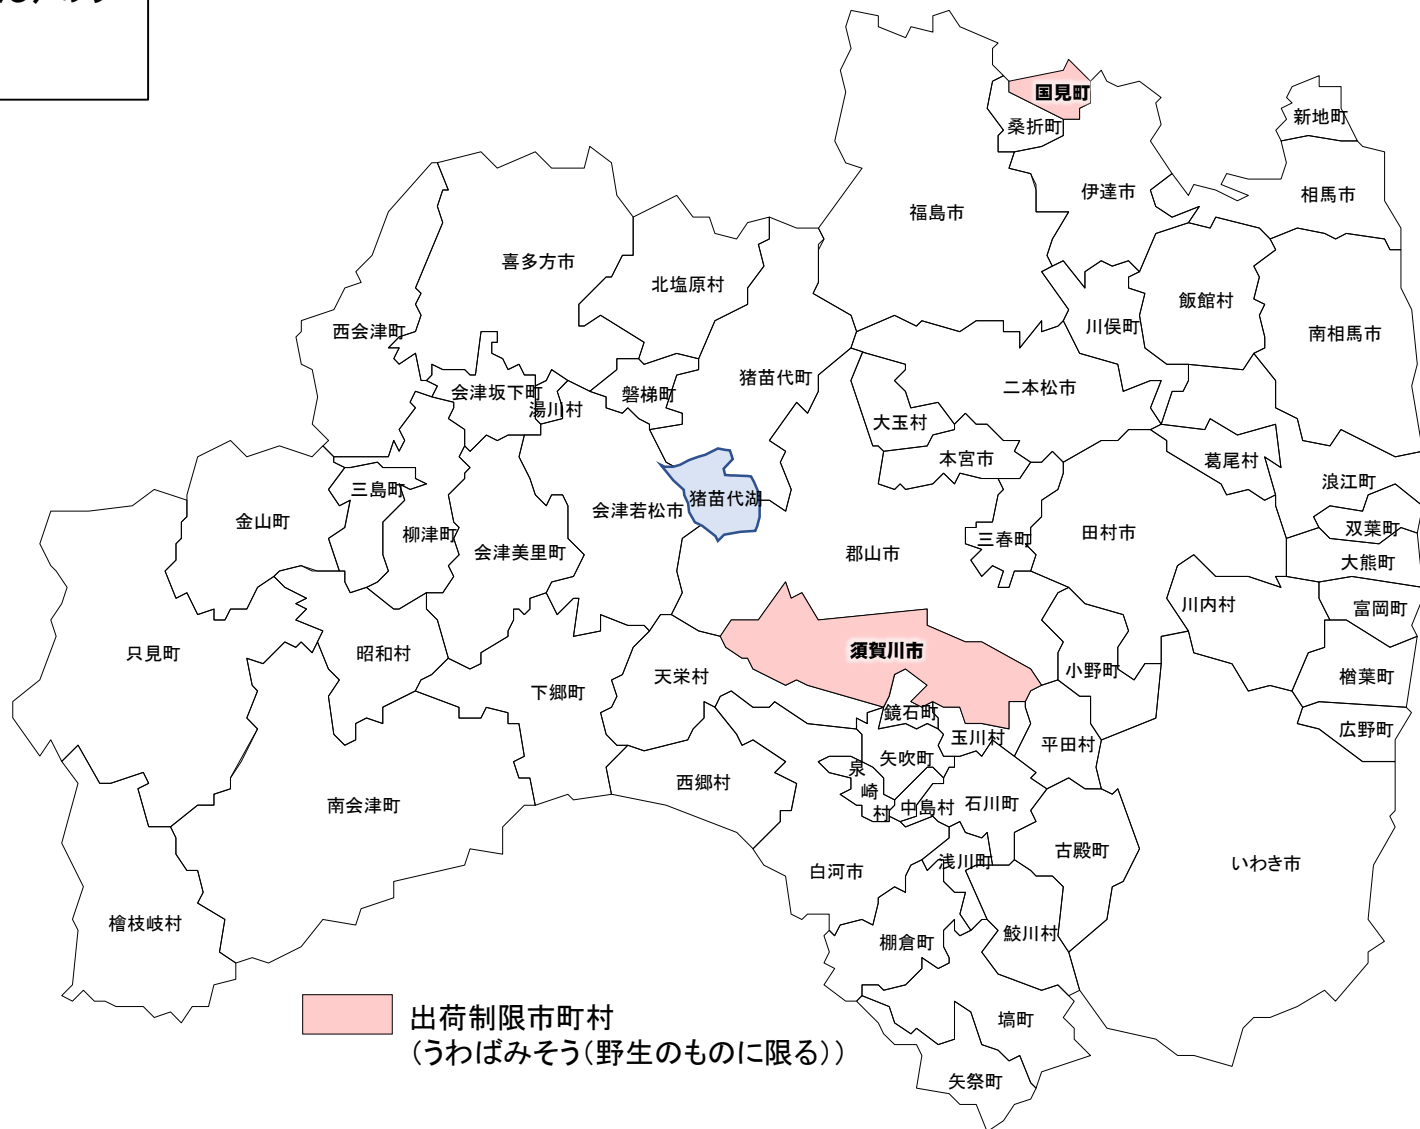 国見町
桑折町
新地町
伊達市
相馬市
福島市
喜多方市
北塩原村
飯館村
川俣町
南相馬市
西会津町
猪苗代町
二本松市
会津坂下町
磐梯町
湯川村
大玉村
本宮市
葛尾村
浪江町
三島町
猪苗代湖
会津若松市
金山町
柳津町
会津美里町
郡山市
三春町
田村市
双葉町
大熊町
川内村
富岡町
只見町
昭和村
須賀川市
小野町
天栄村
下郷町
楢葉町
鏡石町
広野町
玉川村
平田村
矢吹町
泉
崎
村
西郷村
南会津町
中島村
石川町
古殿町
浅川町
白河市
いわき市
檜枝岐村
棚倉町
鮫川村
出荷制限市町村
(うわばみそう(野生のものに限る))
塙町
矢祭町